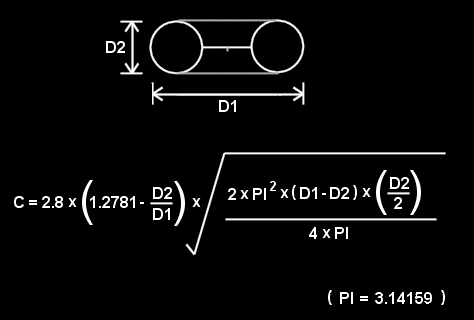 D2
D1
C = 2.8 x (1.2781- D2/D1) x √(2 x PI² x (D1-D2) x (D2/2) / 4 x PI)
( PI = 3.14159 )